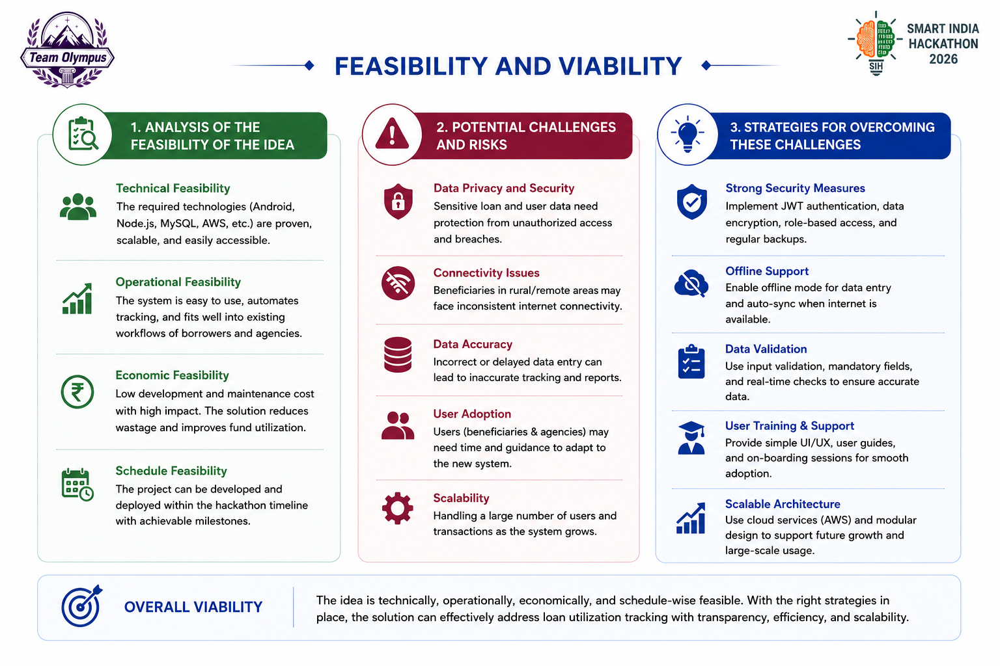 Team Olympus
SMART INDIA
HACKATHON
2026
SIH
FEASIBILITY AND VIABILITY
1. ANALYSIS OF THE
FEASIBILITY OF THE IDEA
Technical Feasibility
The required technologies (Android,
Node.js, MySQL, AWS, etc.) are proven,
scalable, and easily accessible.
Operational Feasibility
The system is easy to use, automates
tracking, and fits well into existing
workflows of borrowers and agencies.
Economic Feasibility
Low development and maintenance cost
with high impact. The solution reduces
wastage and improves fund utilization.
Schedule Feasibility
The project can be developed and
deployed within the hackathon timeline
with achievable milestones.
2. POTENTIAL CHALLENGES
AND RISKS
Data Privacy and Security
Sensitive loan and user data need
protection from unauthorized access
and breaches.
Connectivity Issues
Beneficiaries in rural/remote areas may
face inconsistent internet connectivity.
Data Accuracy
Incorrect or delayed data entry can
lead to inaccurate tracking and reports.
User Adoption
Users (beneficiaries & agencies) may
need time and guidance to adapt to
the new system.
Scalability
Handling a large number of users and
transactions as the system grows.
3. STRATEGIES FOR OVERCOMING
THESE CHALLENGES
Strong Security Measures
Implement JWT authentication, data
encryption, role-based access, and
regular backups.
Offline Support
Enable offline mode for data entry
and auto-sync when internet is
available.
Data Validation
Use input validation, mandatory fields,
and real-time checks to ensure accurate
data.
User Training & Support
Provide simple UI/UX, user guides,
and on-boarding sessions for smooth
adoption.
Scalable Architecture
Use cloud services (AWS) and modular
design to support future growth and
large-scale usage.
OVERALL VIABILITY
The idea is technically, operationally, economically, and schedule-wise feasible. With the right strategies in
place, the solution can effectively address loan utilization tracking with transparency, efficiency, and scalability.